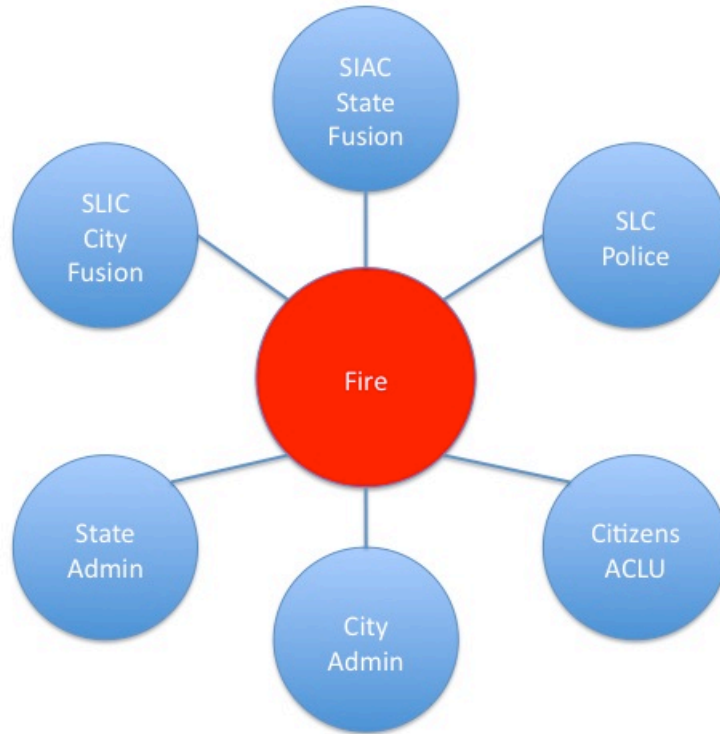 SIAC
State
Fusion
SLIC
City
Fusion
SLC
Police
Fire
State
Admin
Citizens
ACLU
City
Admin